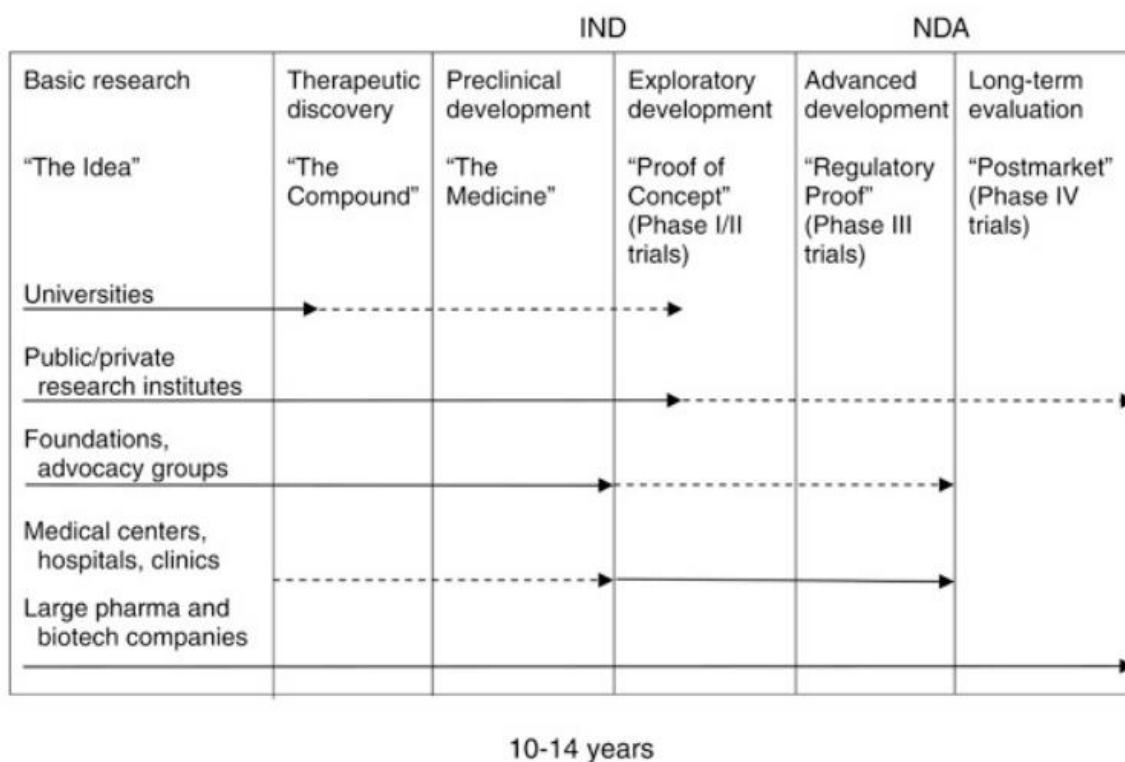 IND
NDA
Basic research
"The Idea"
Therapeutic
discovery
"The
Compound"
Preclinical
development
"The
Medicine"
Exploratory
development
"Proof of
Concept"
(Phase I/II
trials)
Advanced
development
"Regulatory
Proof"
(Phase III
trials)
Long-term
evaluation
"Postmarket"
(Phase IV
trials)
Universities
Public/private
research institutes
Foundations,
advocacy groups
Medical centers,
hospitals, clinics
Large pharma and
biotech companies
10-14 years